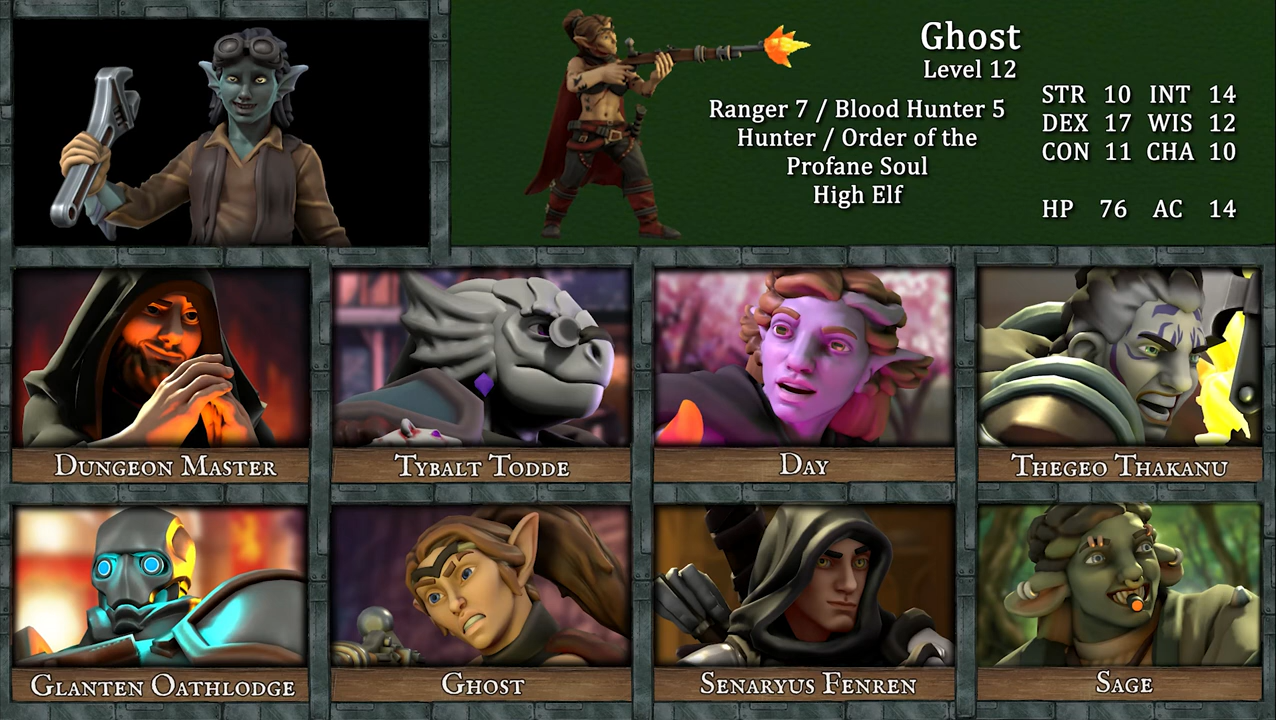 Ghost
Level 12
Ranger 7 / Blood Hunter 5
Hunter / Order of the
Profane Soul
High Elf
STR 10 INT 14
DEX 17 WIS 12
CON 11 CHA 10
HP 76 AC 14
Dungeon Master
Tybalt Todde
Day
Thegeo Thakanu
Glanten Oathlodge
Ghost
Senaryus Fenren
Sage